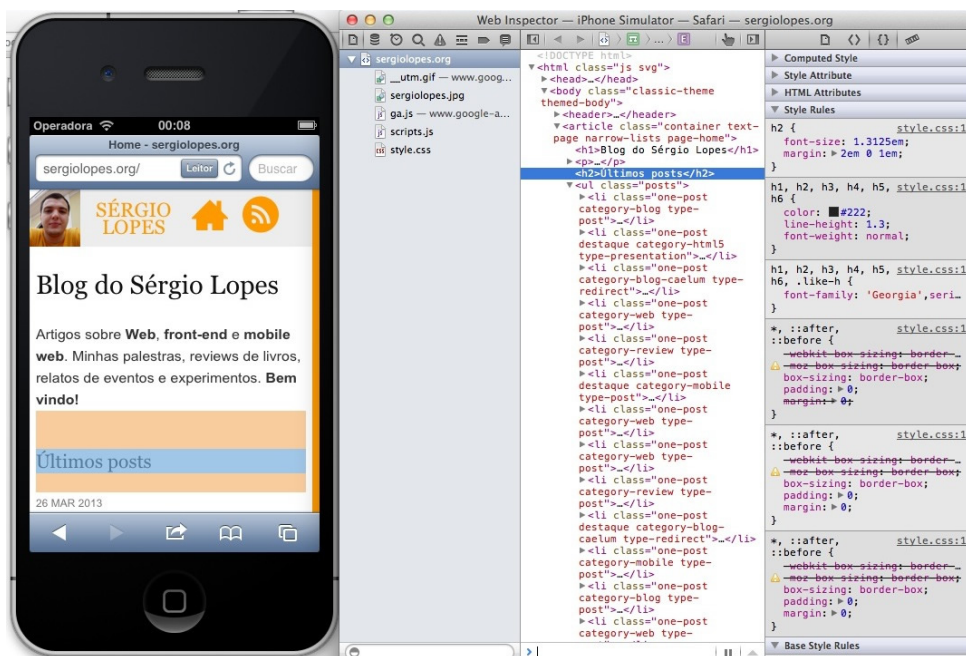 Operadora
00:08
Home - sergiolopes.org
sergiolopes.org/
Leitor
Buscar
SÉRGIO
LOPES
Blog do Sérgio Lopes
Artigos sobre Web, front-end e mobile
web. Minhas palestras, reviews de livros,
relatos de eventos e experimentos. Bem
vindo!
Últimos posts
26 MAR 2013
Web Inspector — iPhone Simulator — Safari — sergiolopes.org
sergiolopes.org
__utm.gif — www.goog...
sergiolopes.jpg
ga.js — www.google-a...
scripts.js
style.css
<!DOCTYPE html>
▼<html class="js svg">
▶<head>…</head>
▼<body class="classic-theme
themed-body">
▶<header>…</header>
▼<article class="container text-
page narrow-lists page-home">
<h1>Blog do Sérgio Lopes</h1>
▶<p>…</p>
<h2>Últimos posts</h2>
▼<ul class="posts">
▶<li class="one-post
category-blog type-
post">…</li>
▶<li class="one-post
destaque category-html5
type-presentation">…</li>
▶<li class="one-post
category-blog-caelum type-
redirect">…</li>
▶<li class="one-post
category-web type-
post">…</li>
▶<li class="one-post
category-review type-
post">…</li>
▶<li class="one-post
destaque category-mobile
type-post">…</li>
▶<li class="one-post
category-web type-
post">…</li>
▶<li class="one-post
category-web type-
post">…</li>
▶<li class="one-post
category-review type-
post">…</li>
▶<li class="one-post
destaque category-blog-
caelum type-redirect">…</li>
▶<li class="one-post
category-mobile type-
post">…</li>
▶<li class="one-post
category-blog type-
post">…</li>
▶<li class="one-post
category-web type-
▶ Computed Style
▶ Style Attribute
▶ HTML Attributes
▼ Style Rules
h2 { style.css:1
font-size: 1.3125em;
margin: ▶ 2em 0 1em;
}
h1, h2, h3, h4, h5, style.css:1
h6 {
color: #222;
line-height: 1.3;
font-weight: normal;
}
h1, h2, h3, h4, h5, style.css:1
h6, .like-h {
font-family: 'Georgia',seri…
}
*, ::after, style.css:1
::before {
-webkit-box-sizing: border-…
-moz-box-sizing: border-box;
box-sizing: border-box;
padding: ▶ 0;
margin: ▶ 0;
}
*, ::after, style.css:1
::before {
-webkit-box-sizing: border-…
-moz-box-sizing: border-box;
box-sizing: border-box;
padding: ▶ 0;
margin: ▶ 0;
}
*, ::after, style.css:1
::before {
-webkit-box-sizing: border-…
-moz-box-sizing: border-box;
box-sizing: border-box;
padding: ▶ 0;
margin: ▶ 0;
}
▼ Base Style Rules